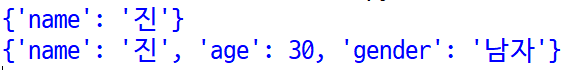 {'name': '진'}
{'name': '진', 'age': 30, 'gender': '남자'}